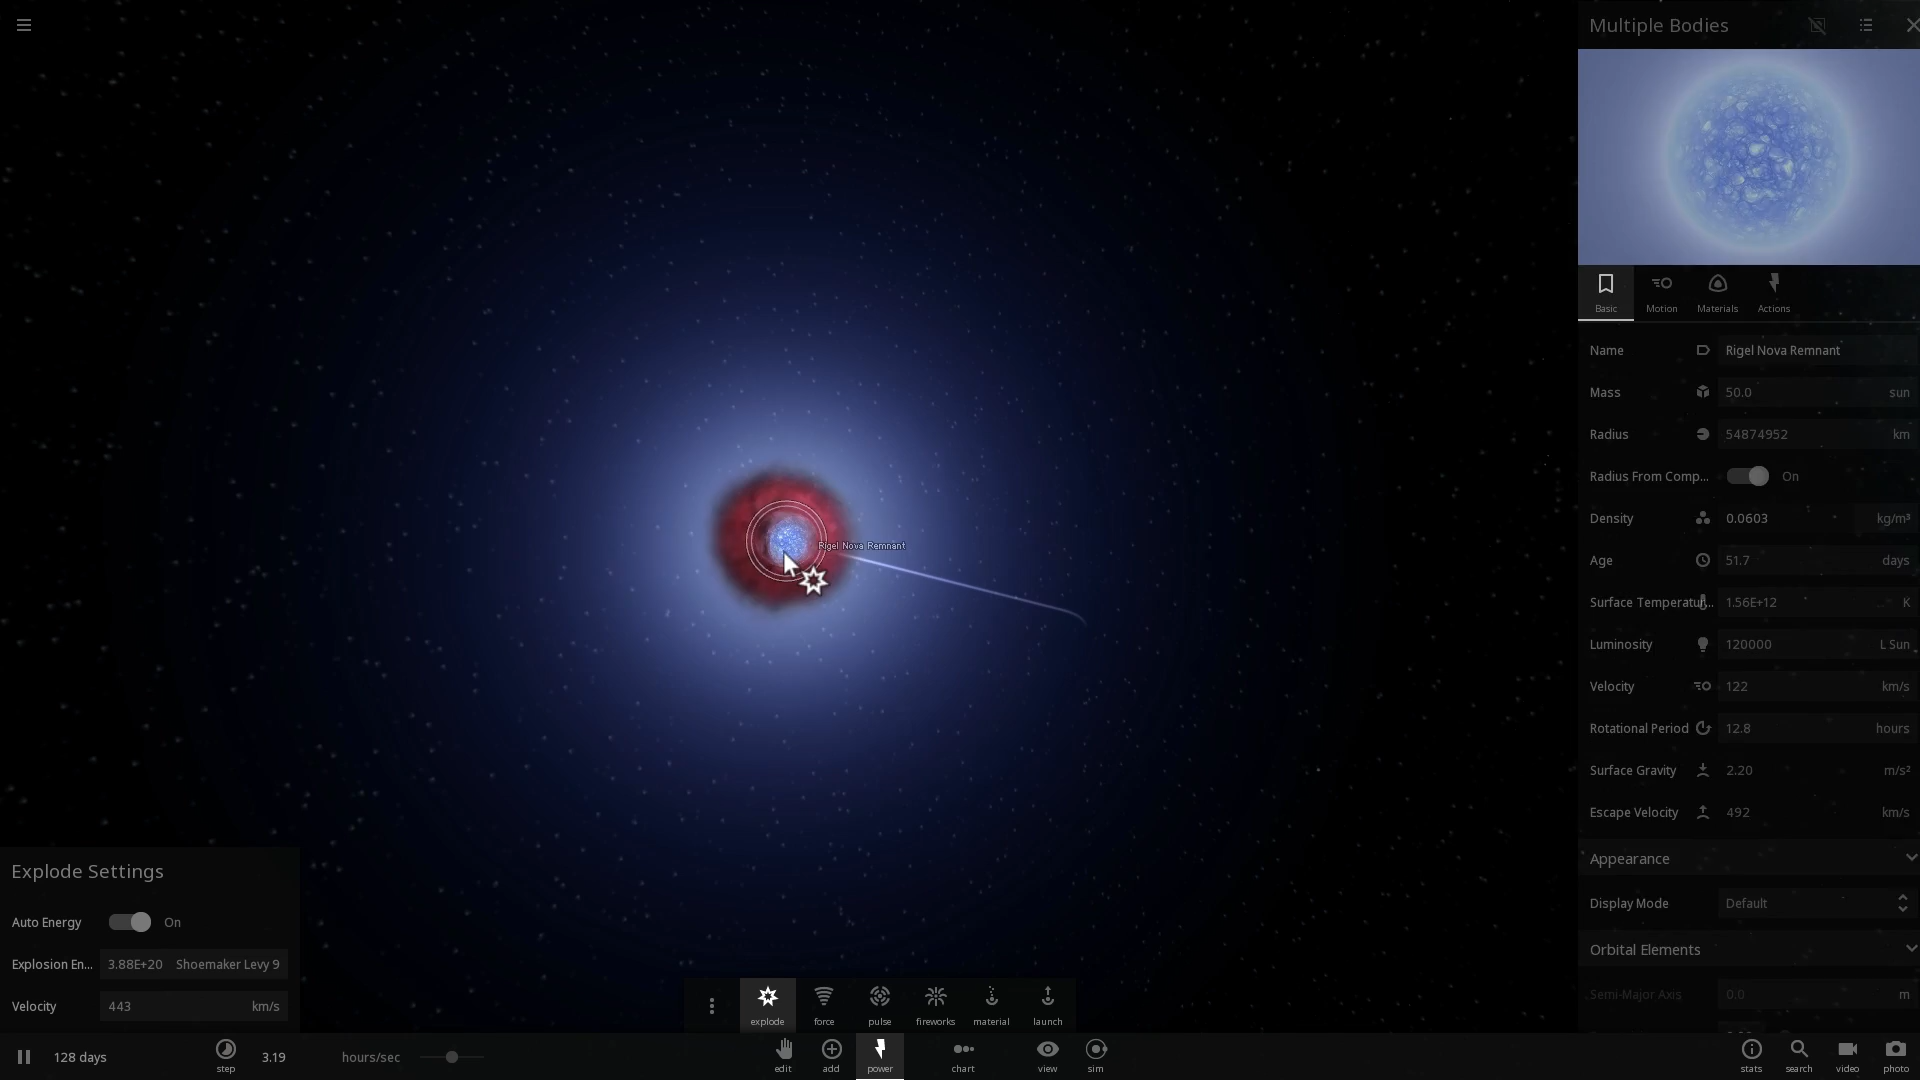 Multiple Bodies
Basic
Motion
Materials
Actions
Name Rigel Nova Remnant
Mass 50.0 sun
Radius 54874952 km
Radius From Comp... On
Density 0.0603 kg/m³
Age 51.7 days
Surface Temperatur... 1.56E+12 K
Luminosity 120000 L Sun
Velocity 122 km/s
Rotational Period 12.8 hours
Surface Gravity 2.20 m/s²
Escape Velocity 492 km/s
Appearance
Display Mode Default
Orbital Elements
Semi-Major Axis 0.0 m
Rigel Nova Remnant
Explode Settings
Auto Energy On
Explosion En... 3.88E+20 Shoemaker Levy 9
Velocity 443 km/s
explode force pulse fireworks material launch
128 days
step
3.19 hours/sec
edit add power chart view sim
stats search video photo